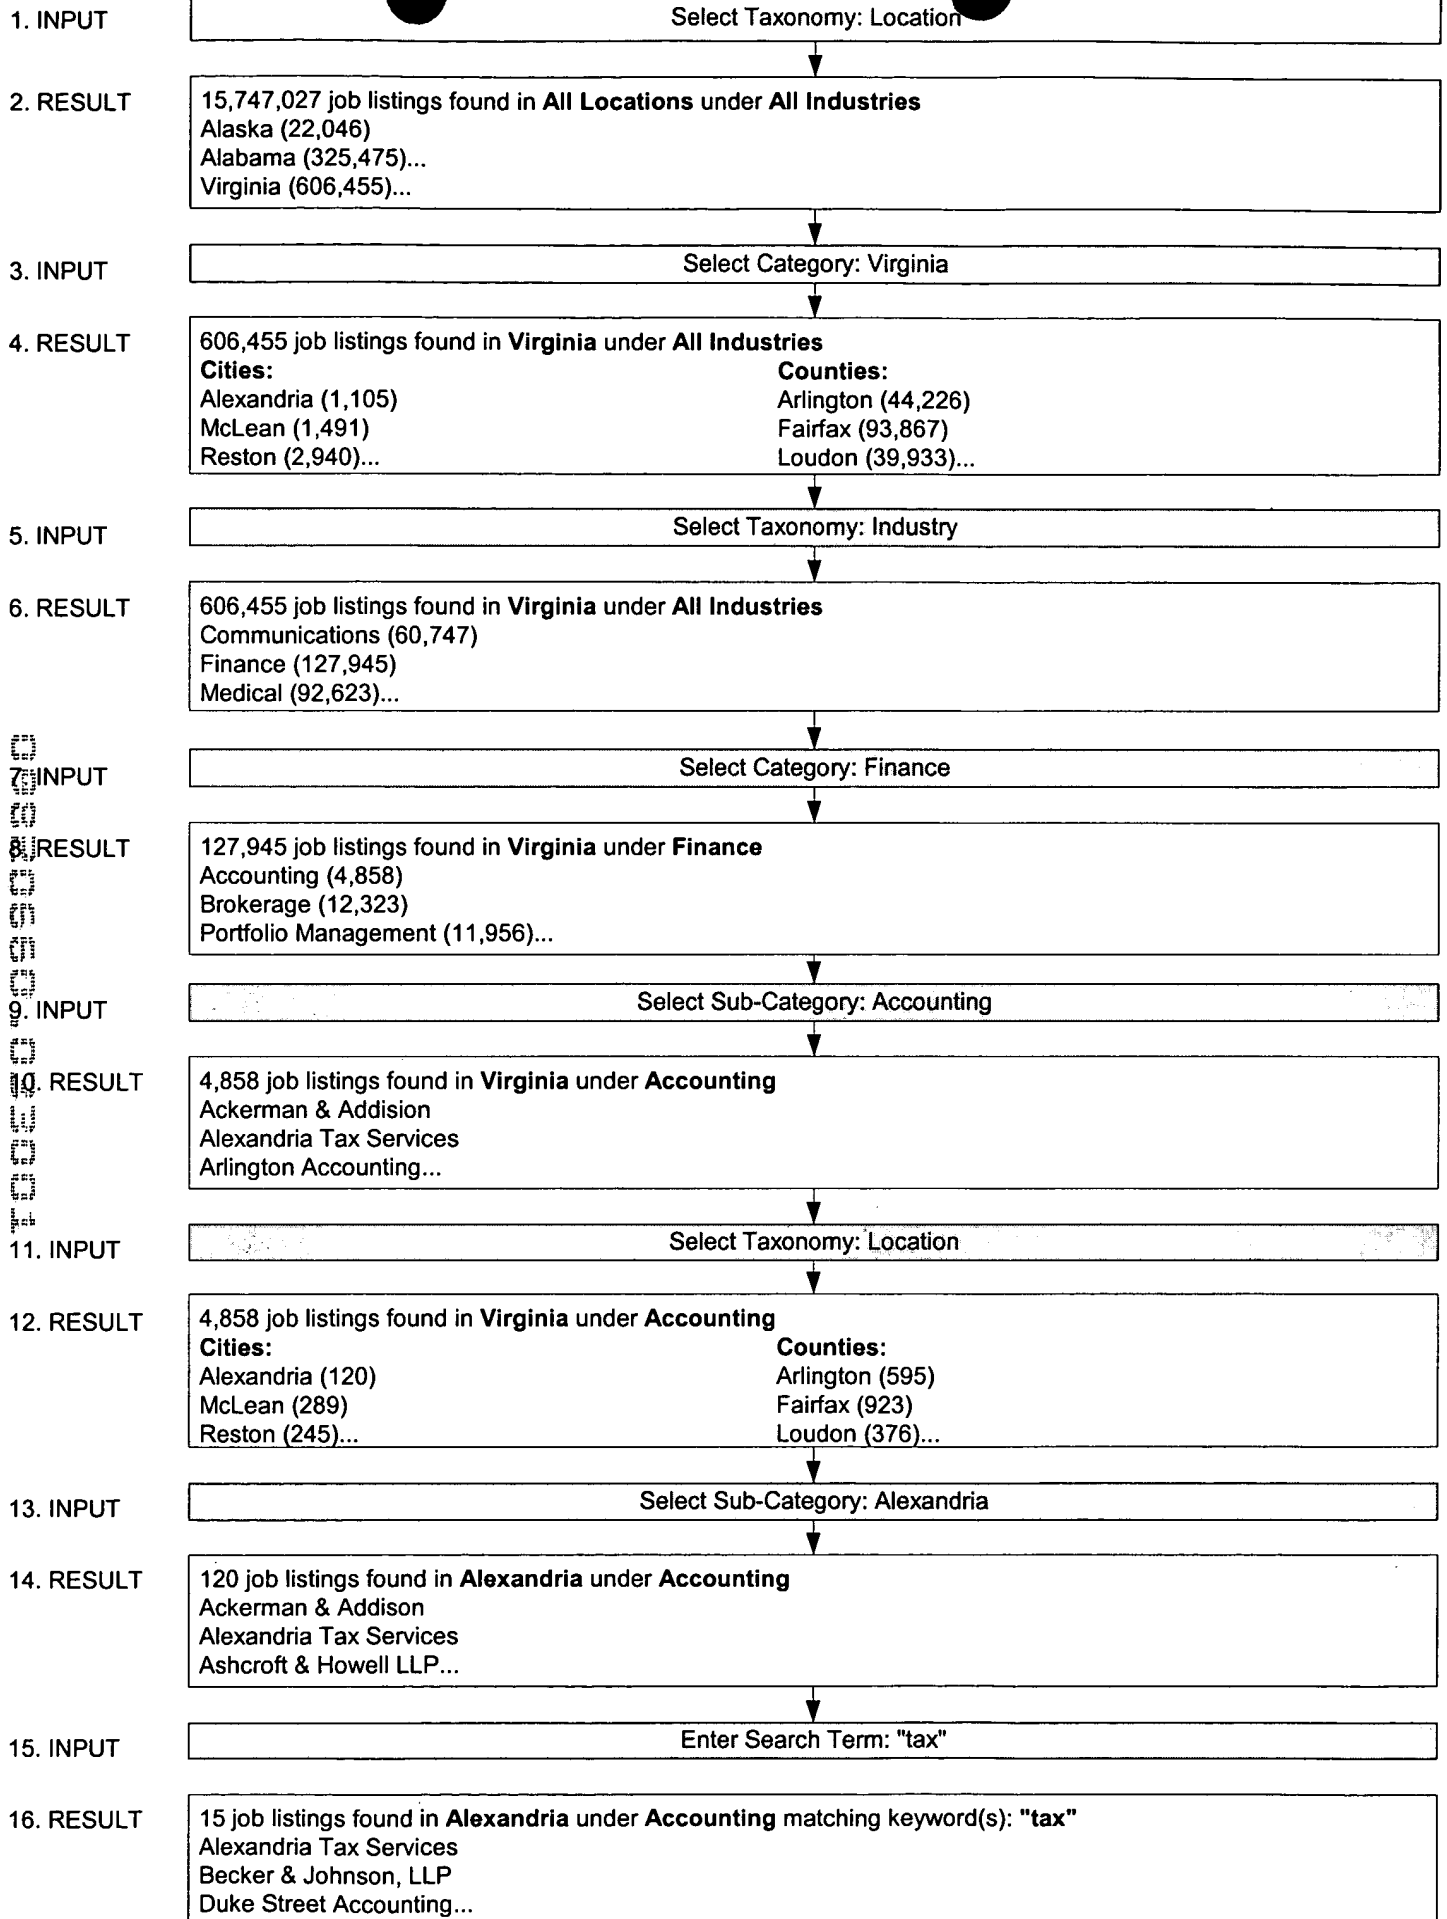 1. INPUT Select Taxonomy: Location
2. RESULT 15,747,027 job listings found in All Locations under All Industries
Alaska (22,046)
Alabama (325,475)...
Virginia (606,455)...
3. INPUT Select Category: Virginia
4. RESULT 606,455 job listings found in Virginia under All Industries
Cities: Counties:
Alexandria (1,105) Arlington (44,226)
McLean (1,491) Fairfax (93,867)
Reston (2,940)... Loudon (39,933)...
5. INPUT Select Taxonomy: Industry
6. RESULT 606,455 job listings found in Virginia under All Industries
Communications (60,747)
Finance (127,945)
Medical (92,623)...
7. INPUT Select Category: Finance
8. RESULT 127,945 job listings found in Virginia under Finance
Accounting (4,858)
Brokerage (12,323)
Portfolio Management (11,956)...
9. INPUT Select Sub-Category: Accounting
10. RESULT 4,858 job listings found in Virginia under Accounting
Ackerman & Addision
Alexandria Tax Services
Arlington Accounting...
11. INPUT Select Taxonomy: Location
12. RESULT 4,858 job listings found in Virginia under Accounting
Cities: Counties:
Alexandria (120) Arlington (595)
McLean (289) Fairfax (923)
Reston (245)... Loudon (376)...
13. INPUT Select Sub-Category: Alexandria
14. RESULT 120 job listings found in Alexandria under Accounting
Ackerman & Addison
Alexandria Tax Services
Ashcroft & Howell LLP...
15. INPUT Enter Search Term: "tax"
16. RESULT 15 job listings found in Alexandria under Accounting matching keyword(s): "tax"
Alexandria Tax Services
Becker & Johnson, LLP
Duke Street Accounting...